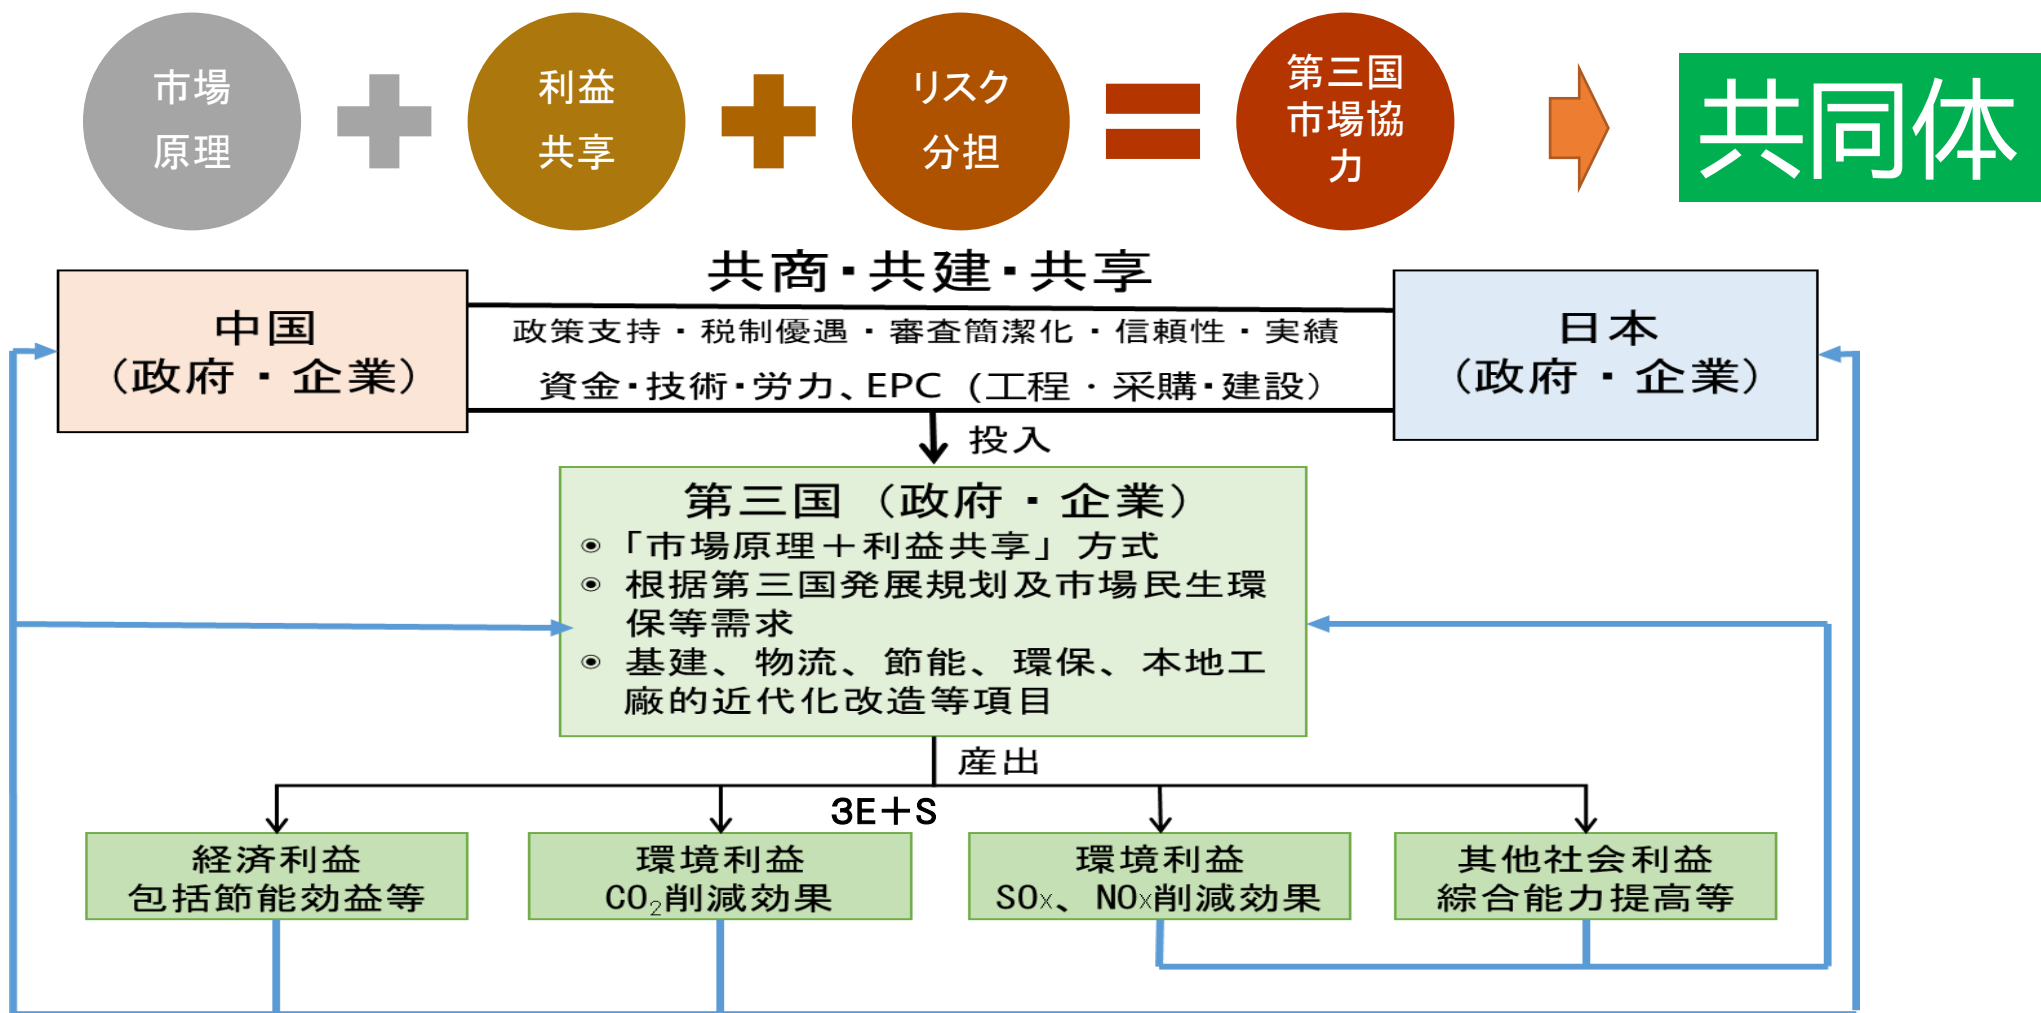 市場
原理
利益
共享
リスク
分担
第三国
市場協
力
共同体
共商・共建・共享
中国
（政府・企業）
政策支持・税制優遇・審査簡潔化・信頼性・実績
資金・技術・労力、EPC（工程・采購・建設）
日本
（政府・企業）
投入
第三国（政府・企業）
「市場原理＋利益共享」方式
根据第三国発展規划及市場民生環
保等需求
基建、物流、節能、環保、本地工
廠的近代化改造等項目
産出
3E＋S
経済利益
包括節能効益等
環境利益
CO₂削減効果
環境利益
SOx、NOx削減効果
其他社会利益
綜合能力提高等